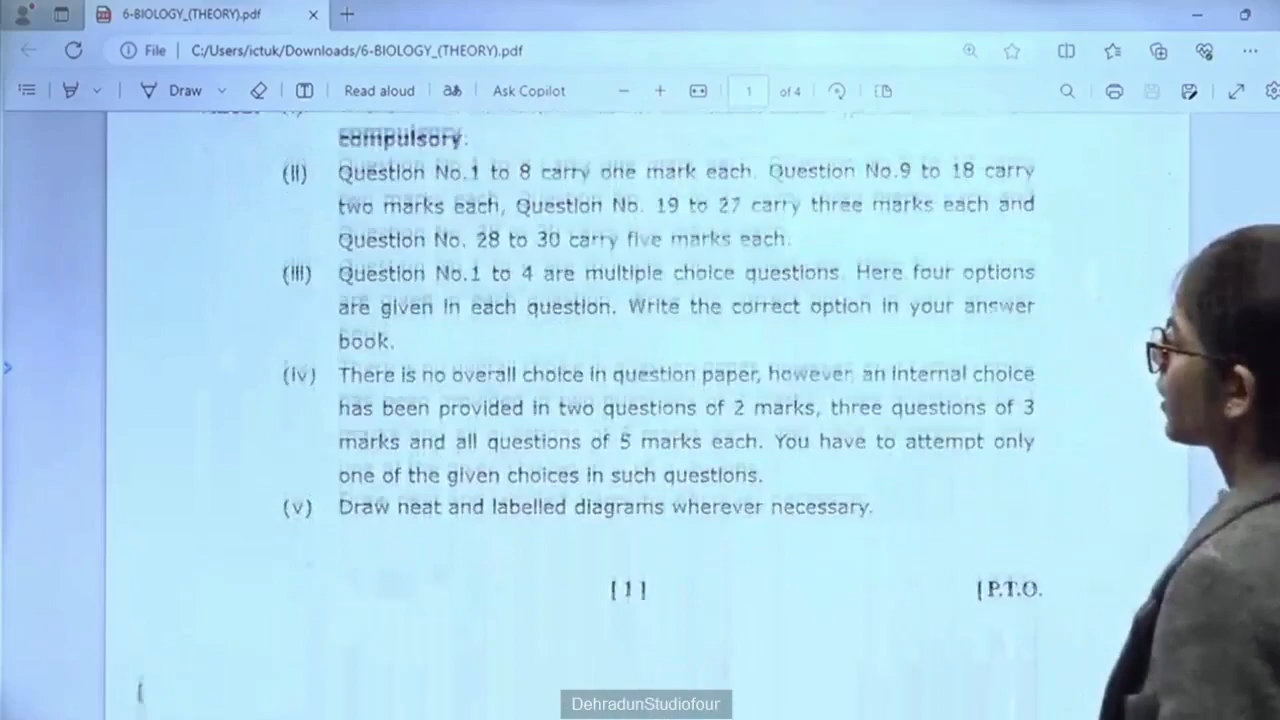 6-BIOLOGY_(THEORY).pdf
File | C:/Users/ictuk/Downloads/6-BIOLOGY_(THEORY).pdf
Draw Read aloud Ask Copilot 1 of 4
compulsory.
(ii) Question No.1 to 8 carry one mark each. Question No.9 to 18 carry
two marks each, Question No. 19 to 27 carry three marks each and
Question No. 28 to 30 carry five marks each.
(iii) Question No.1 to 4 are multiple choice questions. Here four options
are given in each question. Write the correct option in your answer
book.
(iv) There is no overall choice in question paper, however, an internal choice
has been provided in two questions of 2 marks, three questions of 3
marks and all questions of 5 marks each. You have to attempt only
one of the given choices in such questions.
(v) Draw neat and labelled diagrams wherever necessary.
[ 1 ] [ P.T.O.
DehradunStudiofour